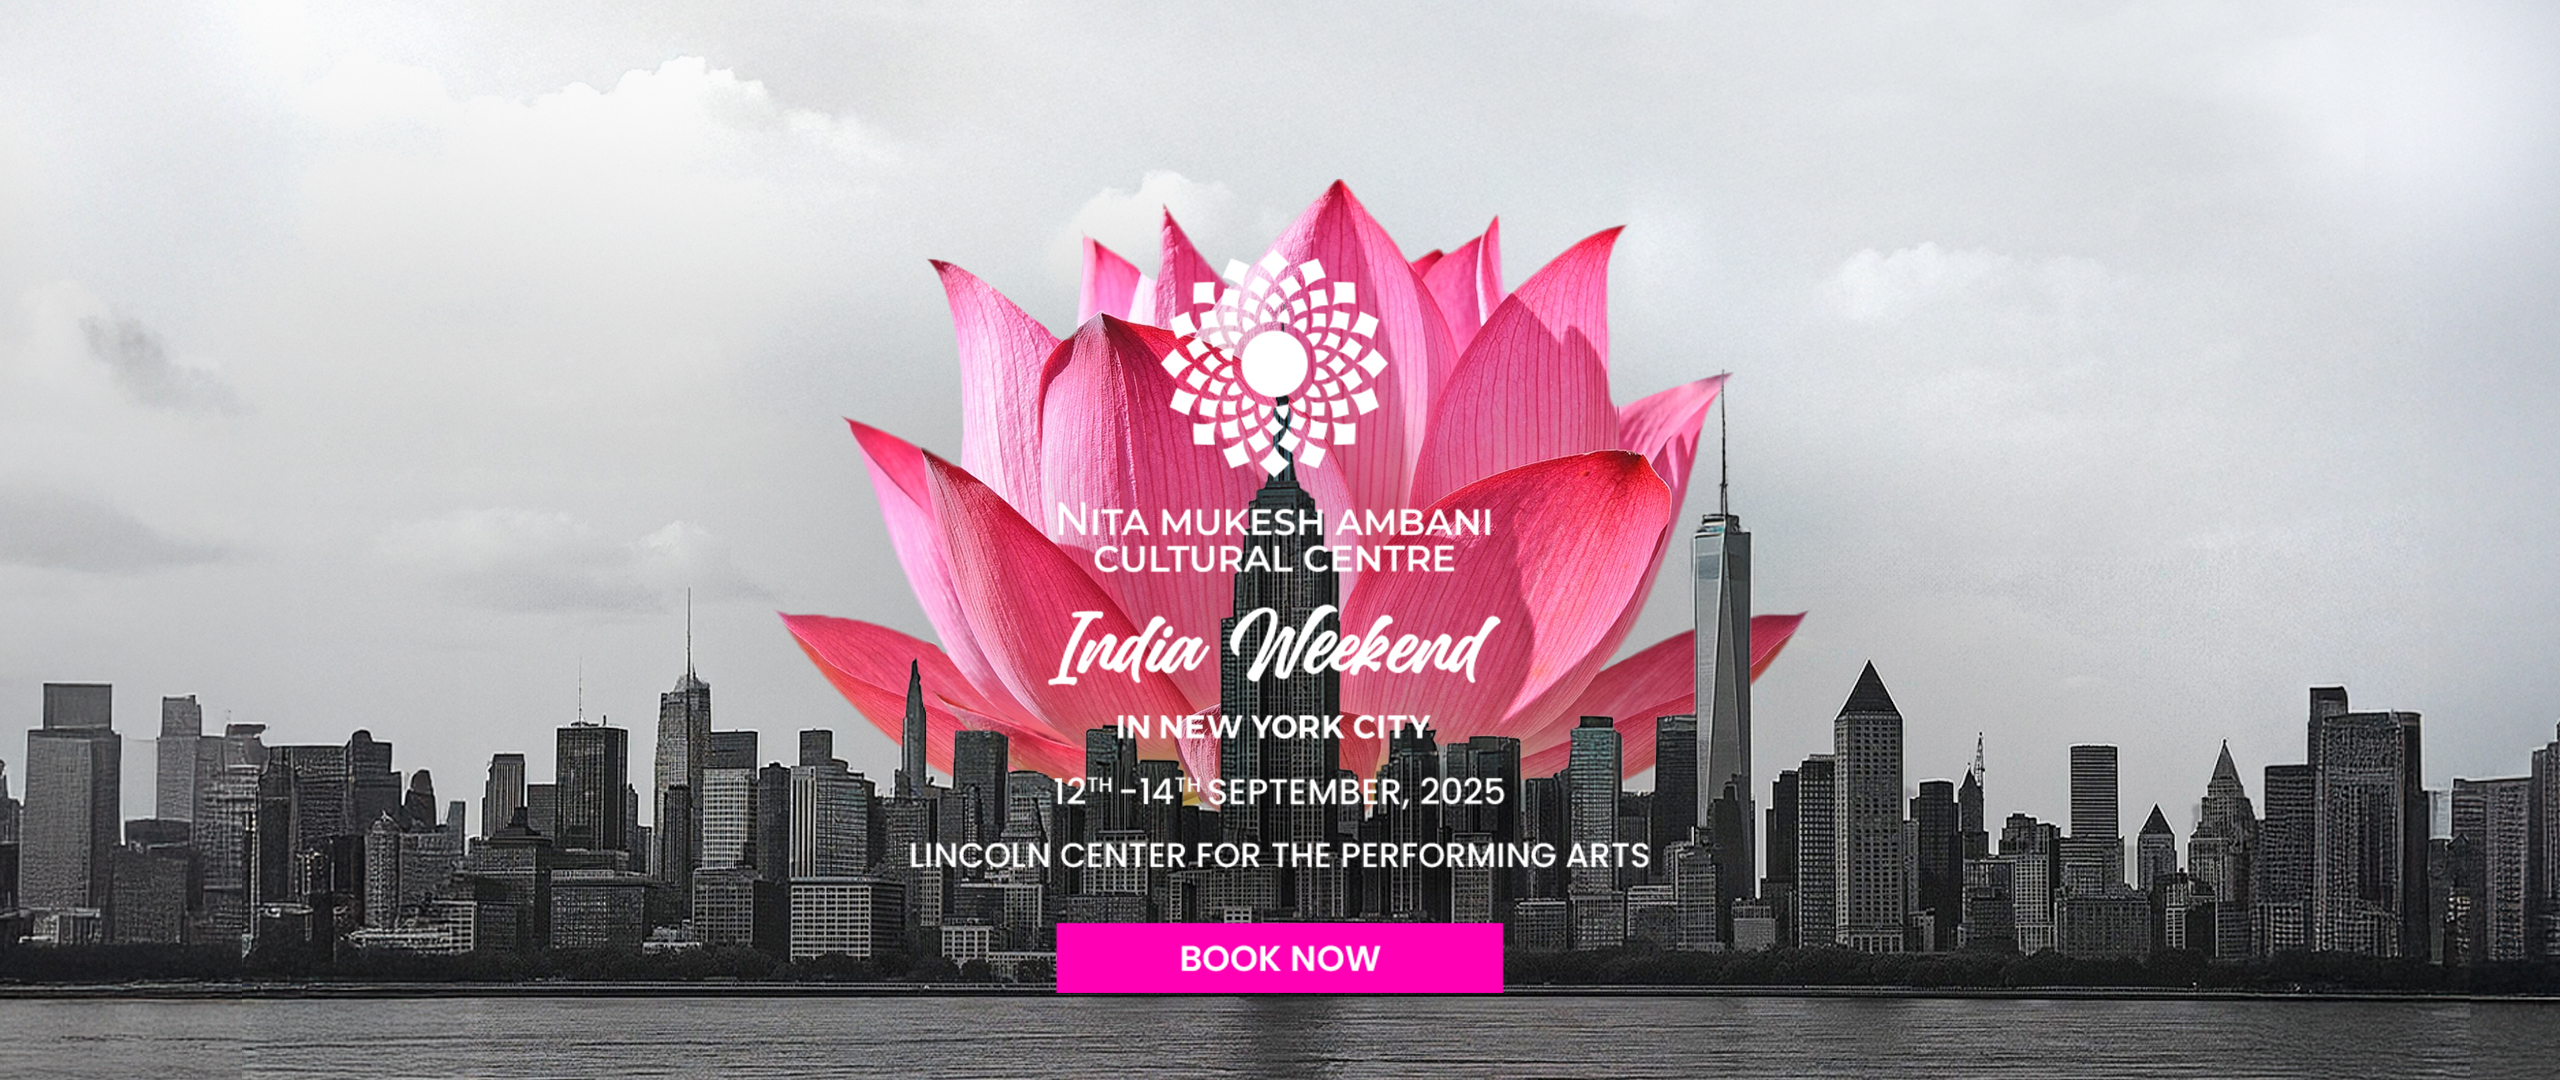 NITA MUKESH AMBANI
CULTURAL CENTRE
India Weekend
IN NEW YORK CITY
12TH -14TH SEPTEMBER, 2025
LINCOLN CENTER FOR THE PERFORMING ARTS
BOOK NOW